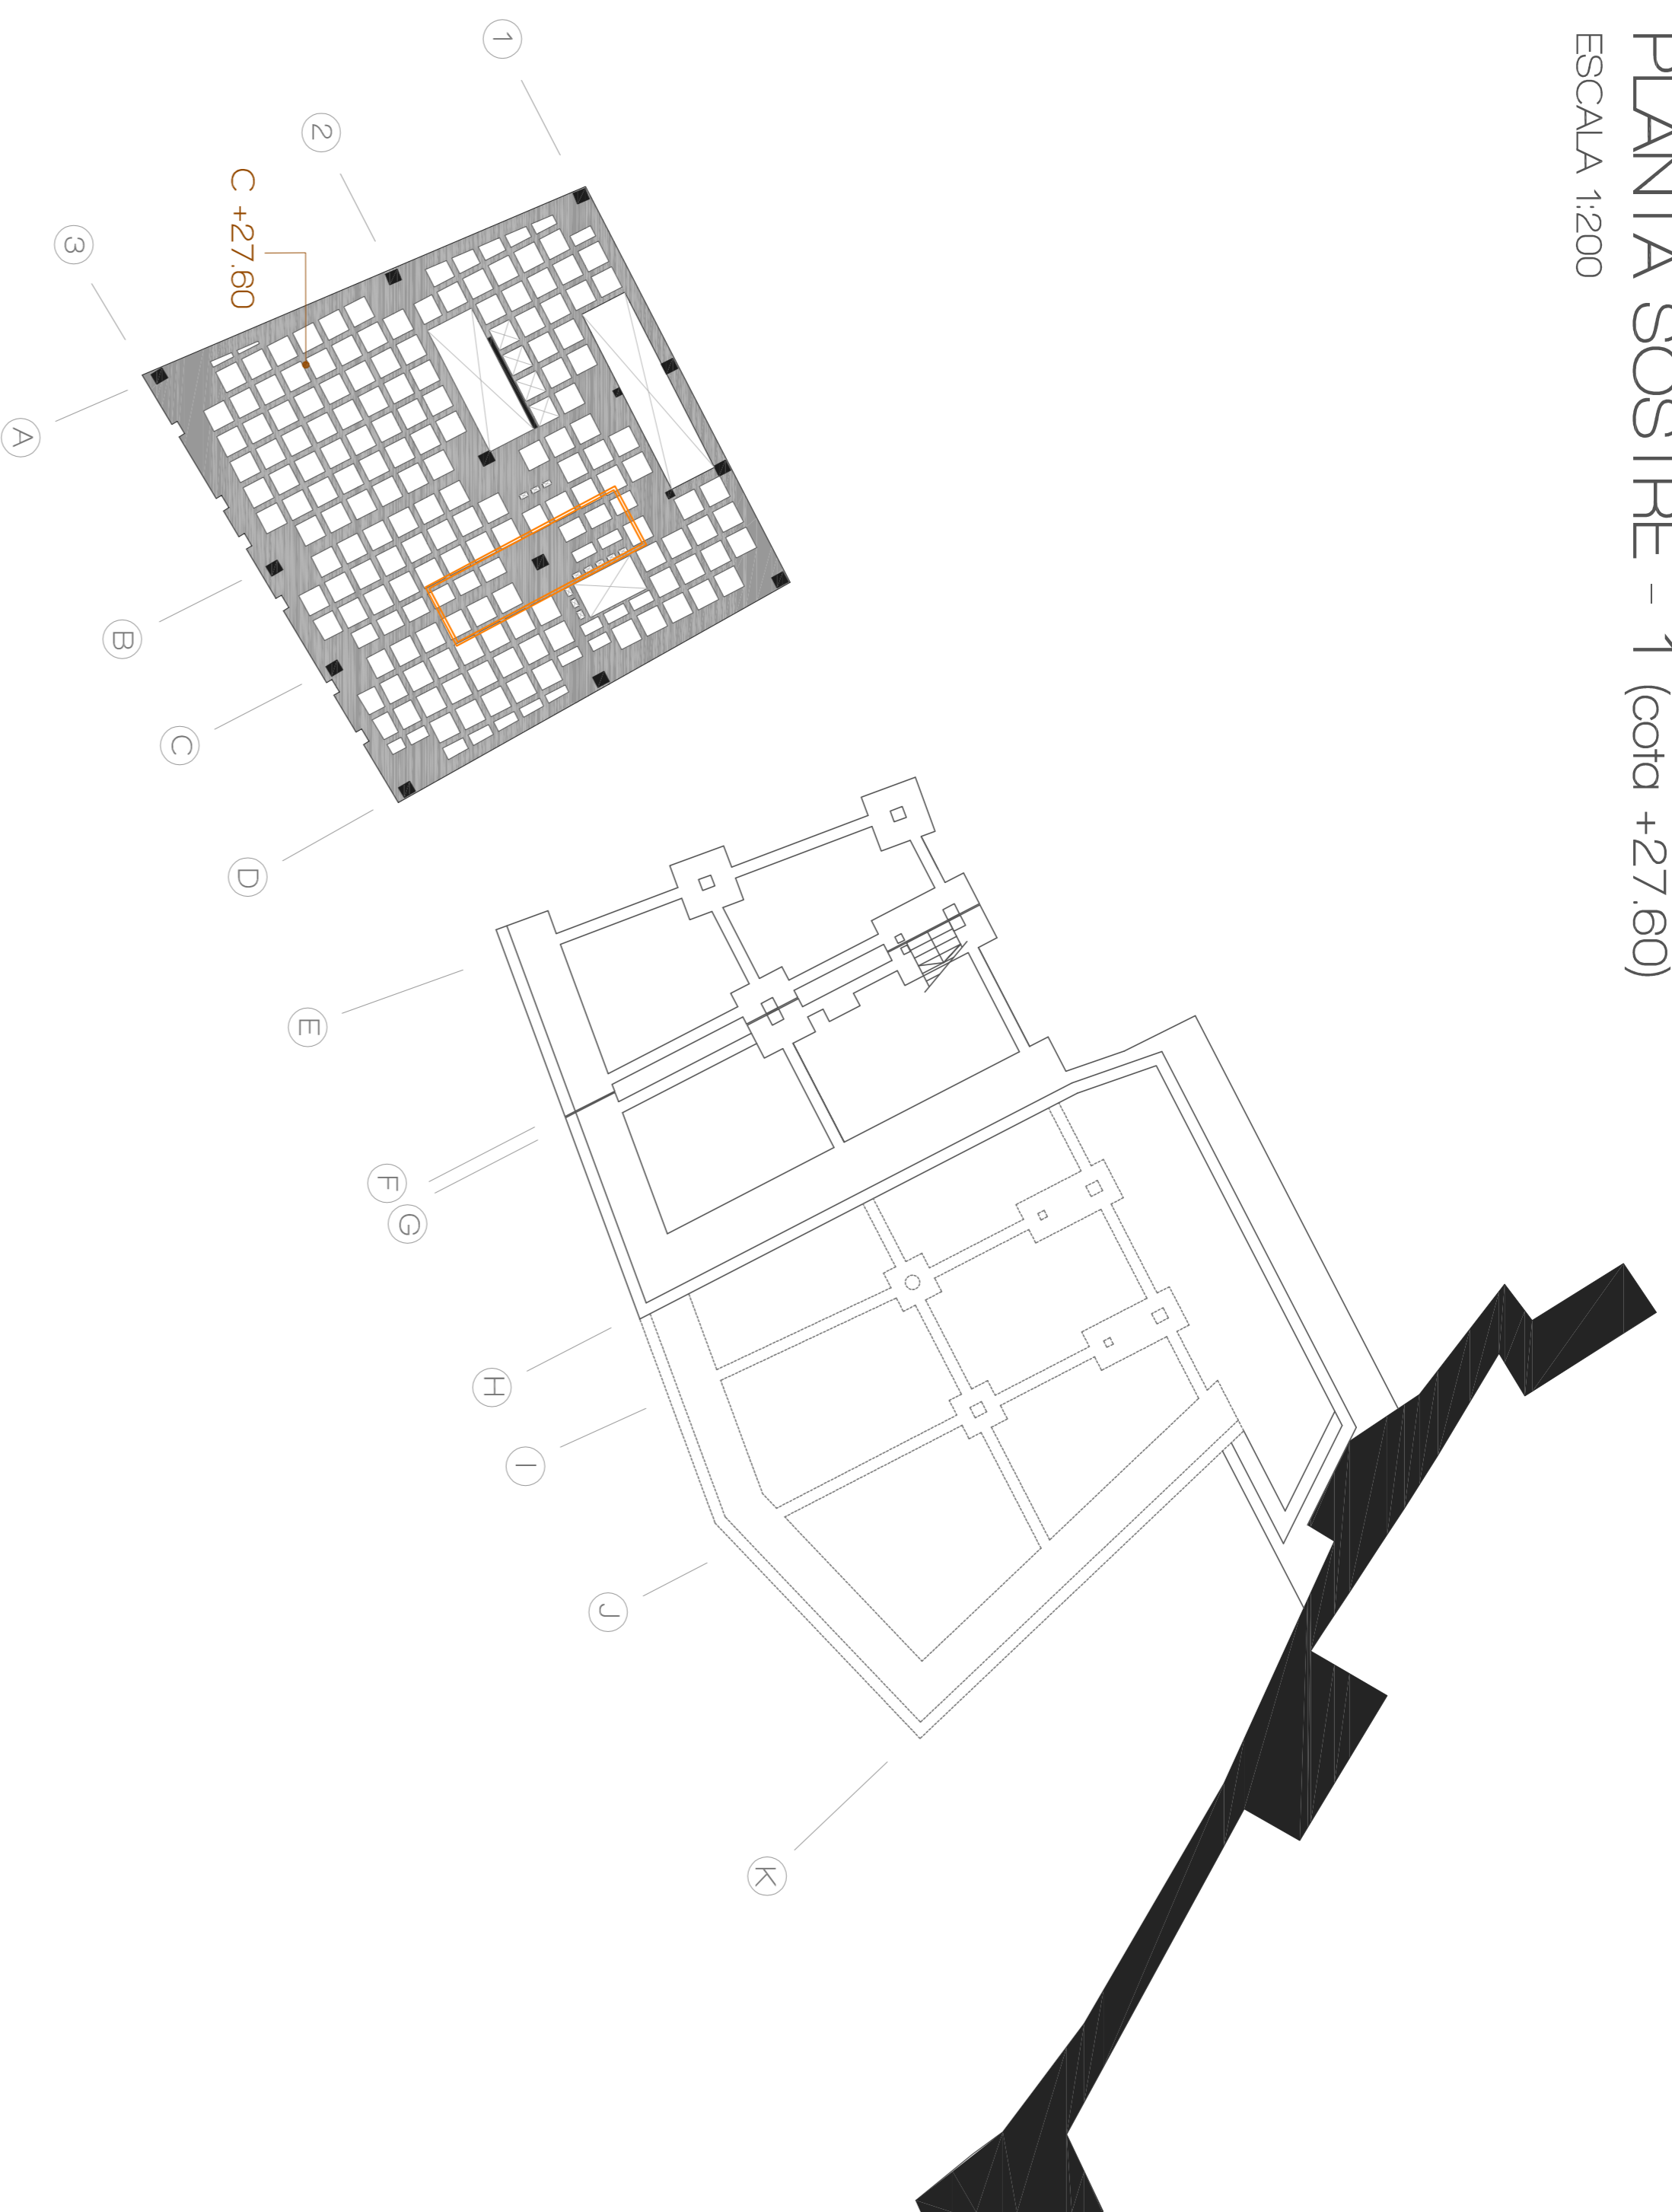 PLANTA SOSTRE - 1 (cota +27.60)
ESCALA 1:200
1
2
3
C +27.60
A
B
C
D
E
F
G
H
I
J
K